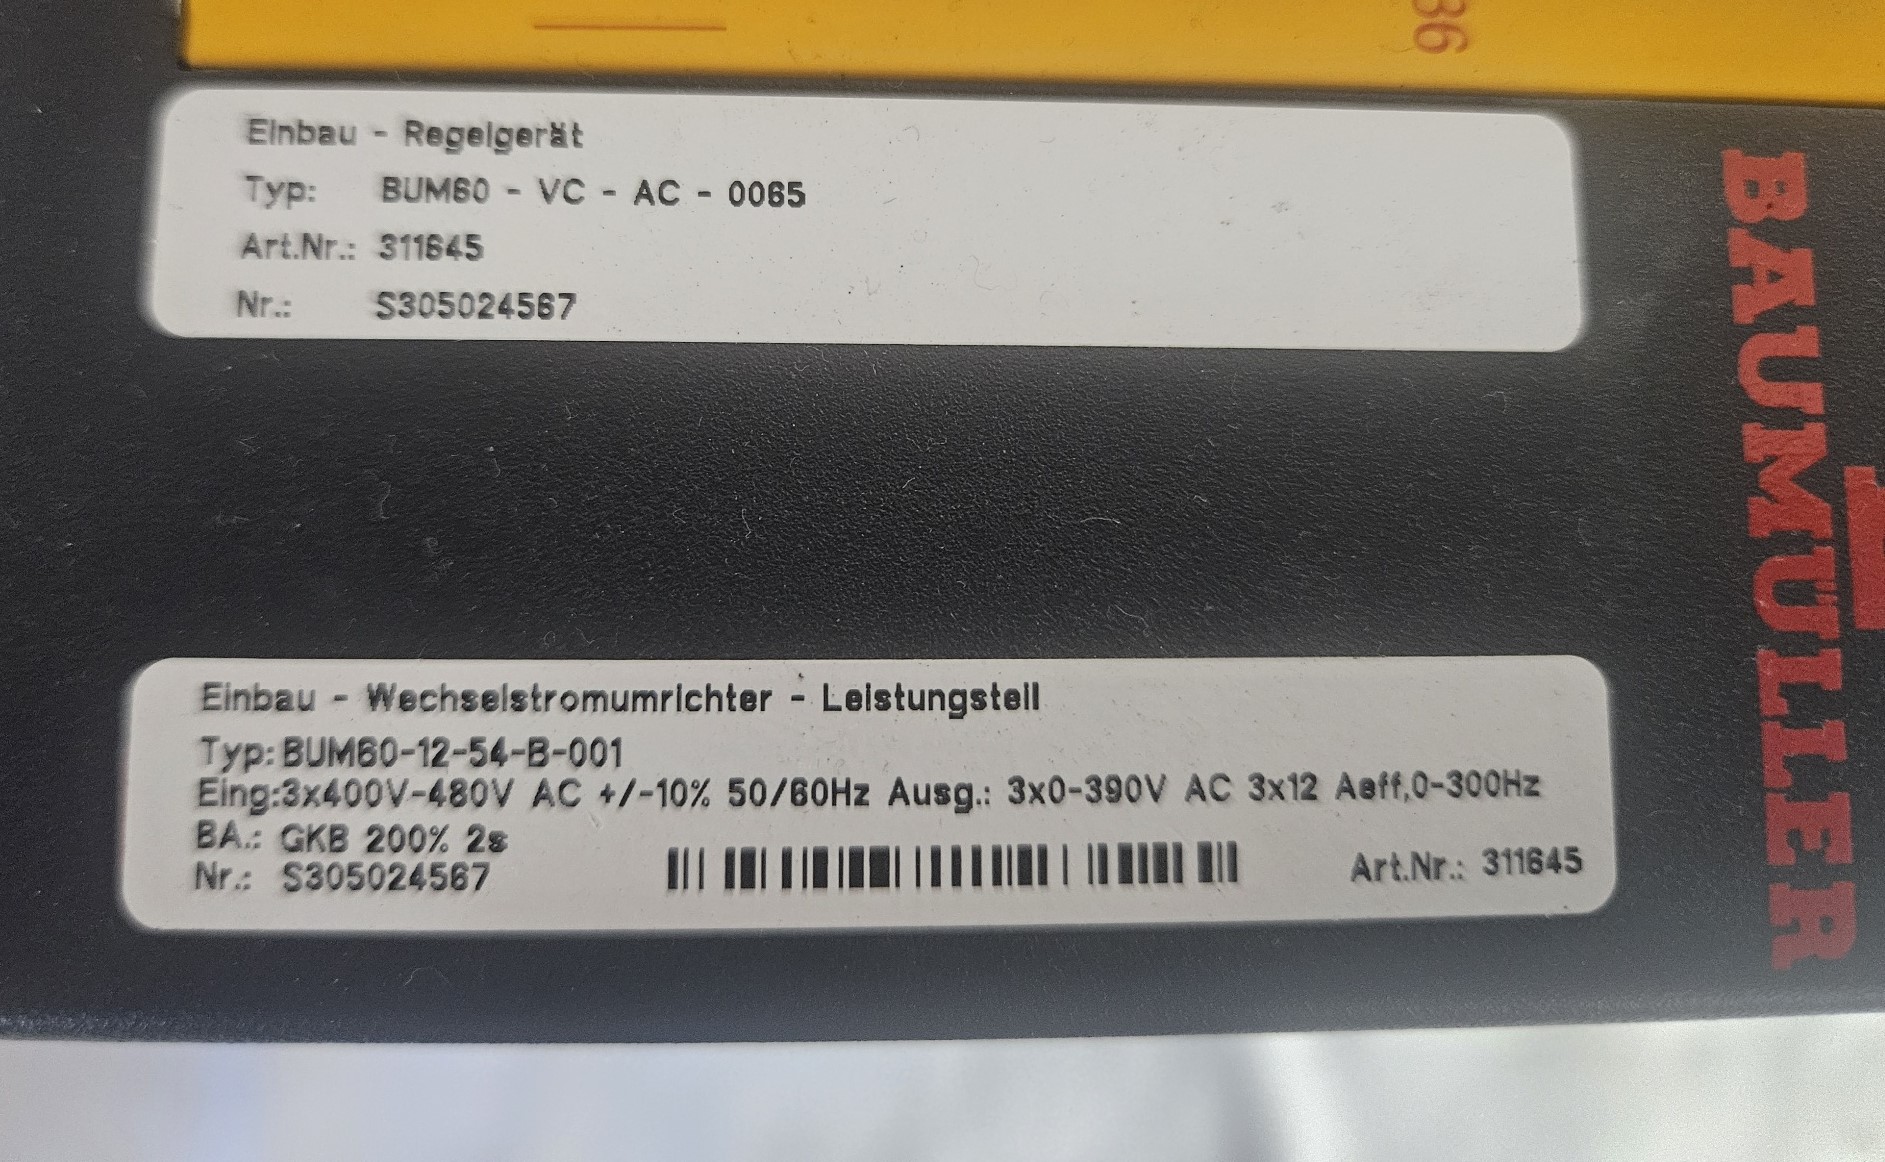 86
Einbau - Regelgerät
Typ: BUM60 - VC - AC - 0065
Art.Nr.: 311645
Nr.: S305024567
BAUMÜLLER
Einbau - Wechselstromumrichter - Leistungsteil
Typ: BUM60-12-54-B-001
Eing:3x400V-480V AC +/-10% 50/60Hz Ausg.: 3x0-390V AC 3x12 Aeff,0-300Hz
BA.: GKB 200% 2s
Nr.: S305024567
Art.Nr.: 311645